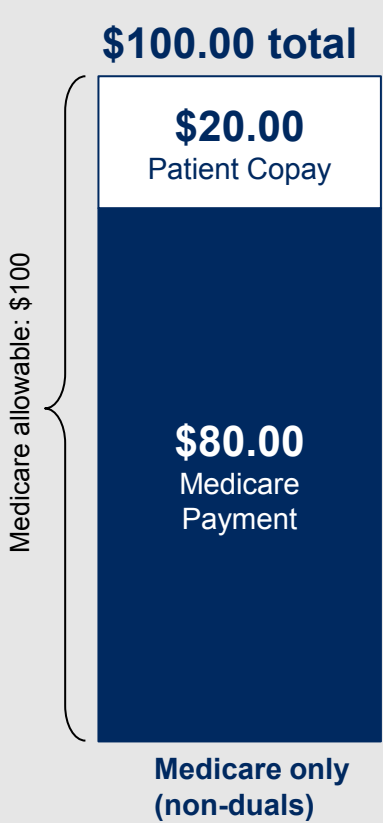 $100.00 total
$20.00
Patient Copay
Medicare allowable: $100
$80.00
Medicare
Payment
Medicare only
(non-duals)